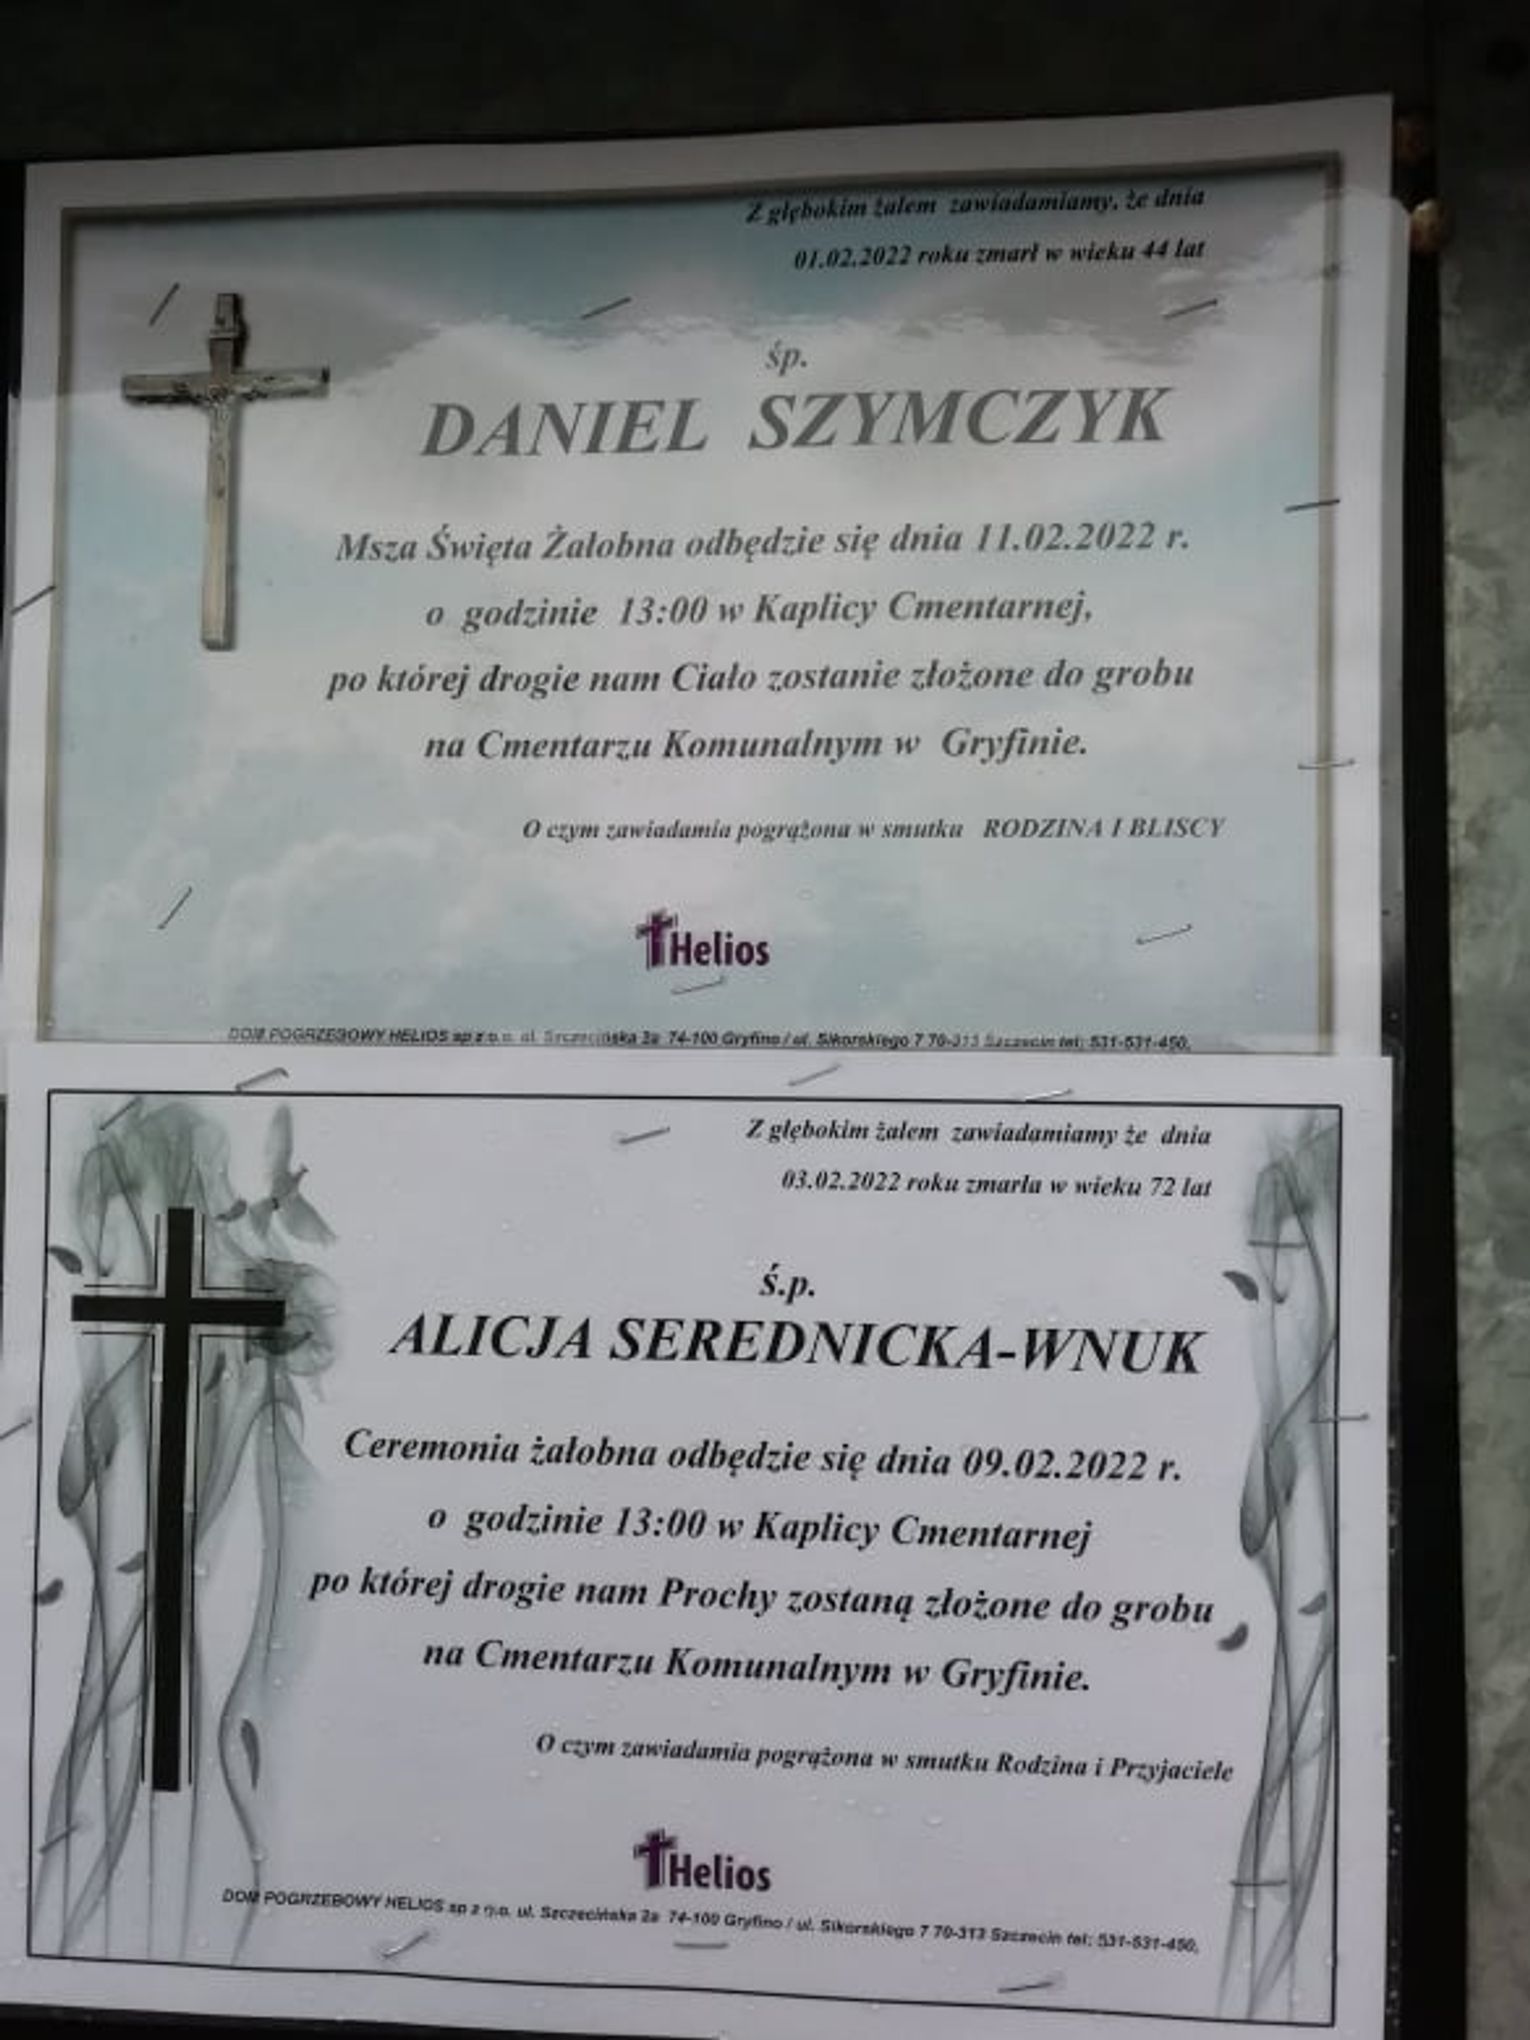 Z głębokim żalem zawiadamiamy, że dnia
01.02.2022 roku zmarł w wieku 44 lat
śp.
DANIEL SZYMCZYK
Msza Święta Żałobna odbędzie się dnia 11.02.2022 r.
o godzinie 13:00 w Kaplicy Cmentarnej,
po której drogie nam Ciało zostanie złożone do grobu
na Cmentarzu Komunalnym w Gryfinie.
O czym zawiadamia pogrążona w smutku RODZINA I BLISCY
Helios
DOM POGRZEBOWY HELIOS sp z o.o. ul. Szczecińska 2a 74-100 Gryfino / ul. Sikorskiego 7 70-313 Szczecin tel: 531-531-450,
Z głębokim żalem zawiadamiamy że dnia
03.02.2022 roku zmarła w wieku 72 lat
ś.p.
ALICJA SEREDNICKA-WNUK
Ceremonia żałobna odbędzie się dnia 09.02.2022 r.
o godzinie 13:00 w Kaplicy Cmentarnej
po której drogie nam Prochy zostaną złożone do grobu
na Cmentarzu Komunalnym w Gryfinie.
O czym zawiadamia pogrążona w smutku Rodzina i Przyjaciele
Helios
DOM POGRZEBOWY HELIOS sp z o.o. ul. Szczecińska 2a 74-100 Gryfino / ul. Sikorskiego 7 70-313 Szczecin tel: 531-531-450,